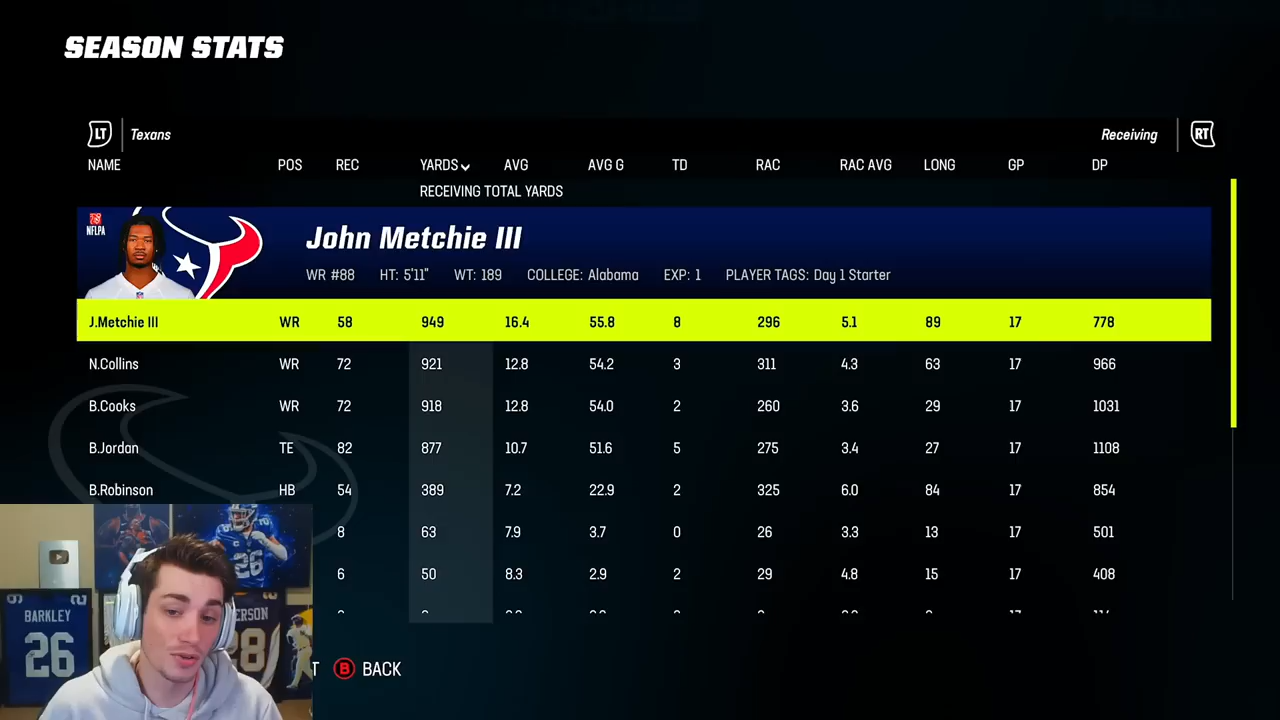 SEASON STATS
LT Texans Receiving RT
NAME POS REC YARDS AVG AVG G TD RAC RAC AVG LONG GP DP
RECEIVING TOTAL YARDS
NFLPA
John Metchie III
WR #88 HT: 5'11" WT: 189 COLLEGE: Alabama EXP: 1 PLAYER TAGS: Day 1 Starter
J.Metchie III WR 58 949 16.4 55.8 8 296 5.1 89 17 778
N.Collins WR 72 921 12.8 54.2 3 311 4.3 63 17 966
B.Cooks WR 72 918 12.8 54.0 2 260 3.6 29 17 1031
B.Jordan TE 82 877 10.7 51.6 5 275 3.4 27 17 1108
B.Robinson HB 54 389 7.2 22.9 2 325 6.0 84 17 854
8 63 7.9 3.7 0 26 3.3 13 17 501
6 50 8.3 2.9 2 29 4.8 15 17 408
26
BARKLEY
26
ERSON
28
B BACK